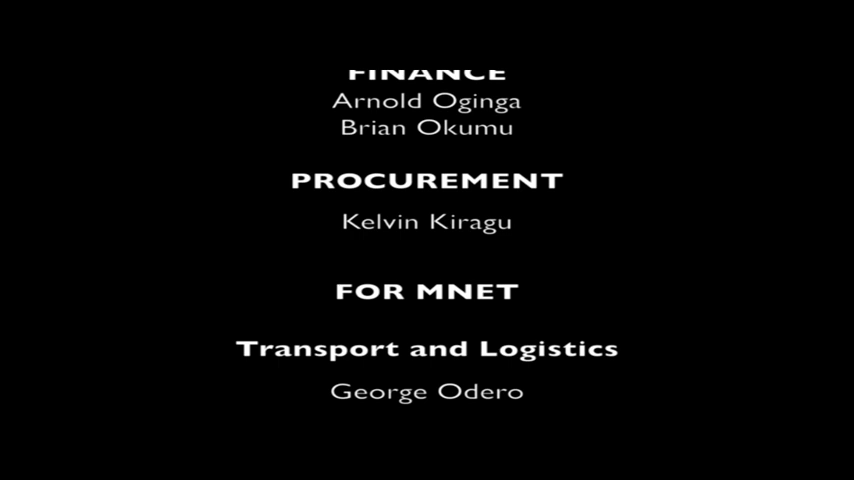 FINANCE
Arnold Oginga
Brian Okumu
PROCUREMENT
Kelvin Kiragu
FOR MNET
Transport and Logistics
George Odero